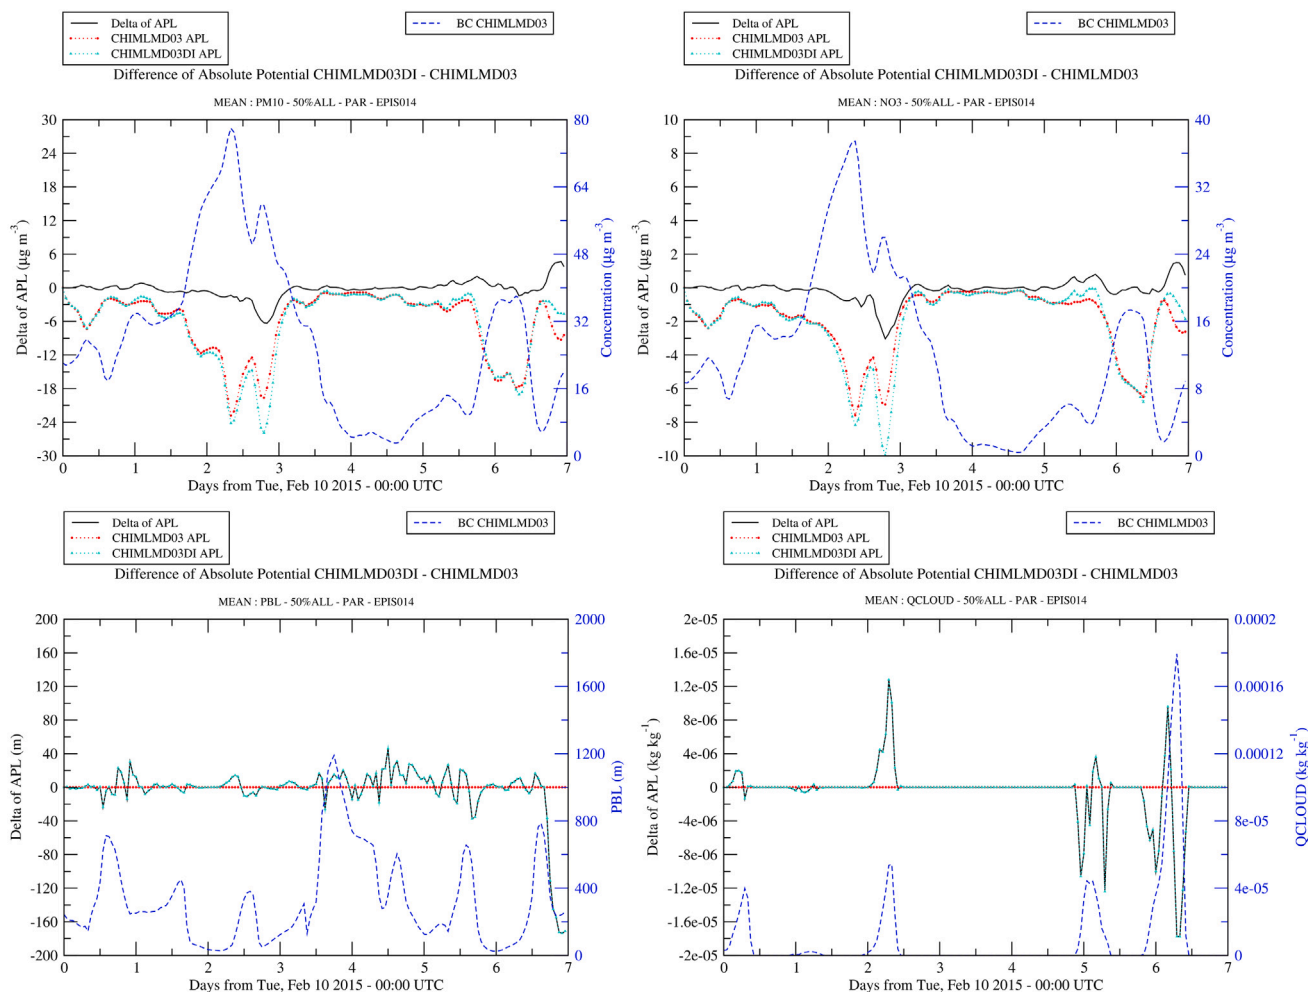 Delta of APL
CHIMLMD03 APL
CHIMLMD03DI APL
BC CHIMLMD03
Difference of Absolute Potential CHIMLMD03DI - CHIMLMD03
MEAN : PM10 - 50%ALL - PAR - EPIS014
30
24
18
12
6
0
-6
-12
-18
-24
-30
Delta of APL (µg m⁻³)
80
64
48
32
16
0
Concentration (µg m⁻³)
0 1 2 3 4 5 6 7
Days from Tue, Feb 10 2015 - 00:00 UTC
Delta of APL
CHIMLMD03 APL
CHIMLMD03DI APL
BC CHIMLMD03
Difference of Absolute Potential CHIMLMD03DI - CHIMLMD03
MEAN : NO3 - 50%ALL - PAR - EPIS014
10
8
6
4
2
0
-2
-4
-6
-8
-10
Delta of APL (µg m⁻³)
40
32
24
16
8
0
Concentration (µg m⁻³)
0 1 2 3 4 5 6 7
Days from Tue, Feb 10 2015 - 00:00 UTC
Delta of APL
CHIMLMD03 APL
CHIMLMD03DI APL
BC CHIMLMD03
Difference of Absolute Potential CHIMLMD03DI - CHIMLMD03
MEAN : PBL - 50%ALL - PAR - EPIS014
200
160
120
80
40
0
-40
-80
-120
-160
-200
Delta of APL (m)
2000
1600
1200
800
400
0
PBL (m)
0 1 2 3 4 5 6 7
Days from Tue, Feb 10 2015 - 00:00 UTC
Delta of APL
CHIMLMD03 APL
CHIMLMD03DI APL
BC CHIMLMD03
Difference of Absolute Potential CHIMLMD03DI - CHIMLMD03
MEAN : QCLOUD - 50%ALL - PAR - EPIS014
2e-05
1.6e-05
1.2e-05
8e-06
4e-06
0
-4e-06
-8e-06
-1.2e-05
-1.6e-05
-2e-05
Delta of APL (kg kg⁻¹)
0.0002
0.00016
0.00012
8e-05
4e-05
0
QCLOUD (kg kg⁻¹)
0 1 2 3 4 5 6 7
Days from Tue, Feb 10 2015 - 00:00 UTC